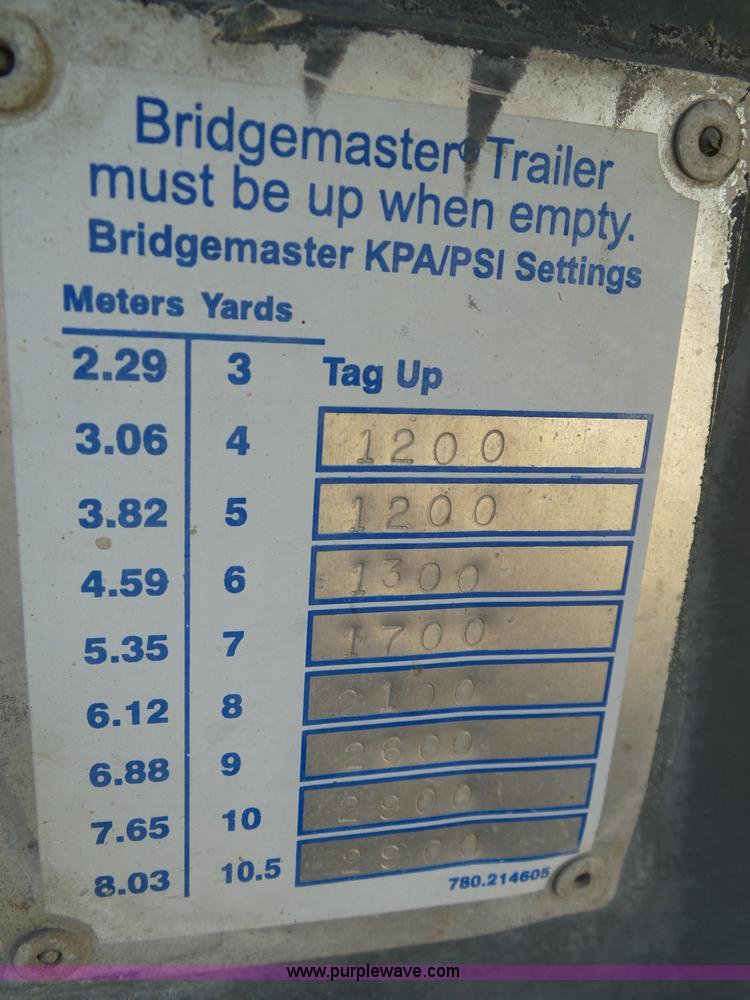 Bridgemaster® Trailer
must be up when empty.
Bridgemaster KPA/PSI Settings
Meters Yards
2.29 3 Tag Up
3.06 4 1200
3.82 5 1200
4.59 6 1300
5.35 7 1700
6.12 8 2100
6.88 9 2600
7.65 10 2900
8.03 10.5 2900
780.214605
www.purplewave.com